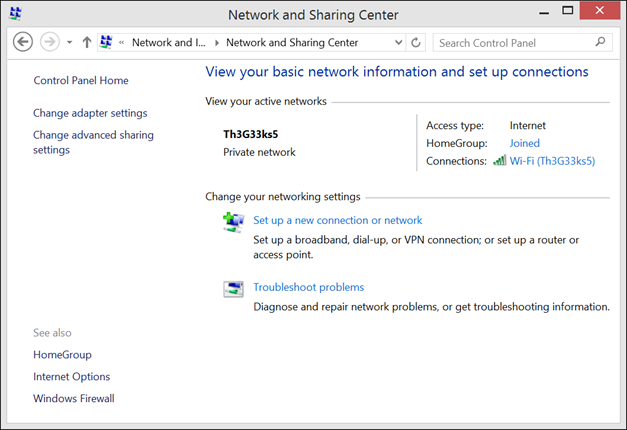 Network and Sharing Center
« Network and I... ▸ Network and Sharing Center
Search Control Panel
Control Panel Home
Change adapter settings
Change advanced sharing
settings
View your basic network information and set up connections
View your active networks
Th3G33ks5
Private network
Access type: Internet
HomeGroup: Joined
Connections: Wi-Fi (Th3G33ks5)
Change your networking settings
Set up a new connection or network
Set up a broadband, dial-up, or VPN connection; or set up a router or
access point.
Troubleshoot problems
Diagnose and repair network problems, or get troubleshooting information.
See also
HomeGroup
Internet Options
Windows Firewall